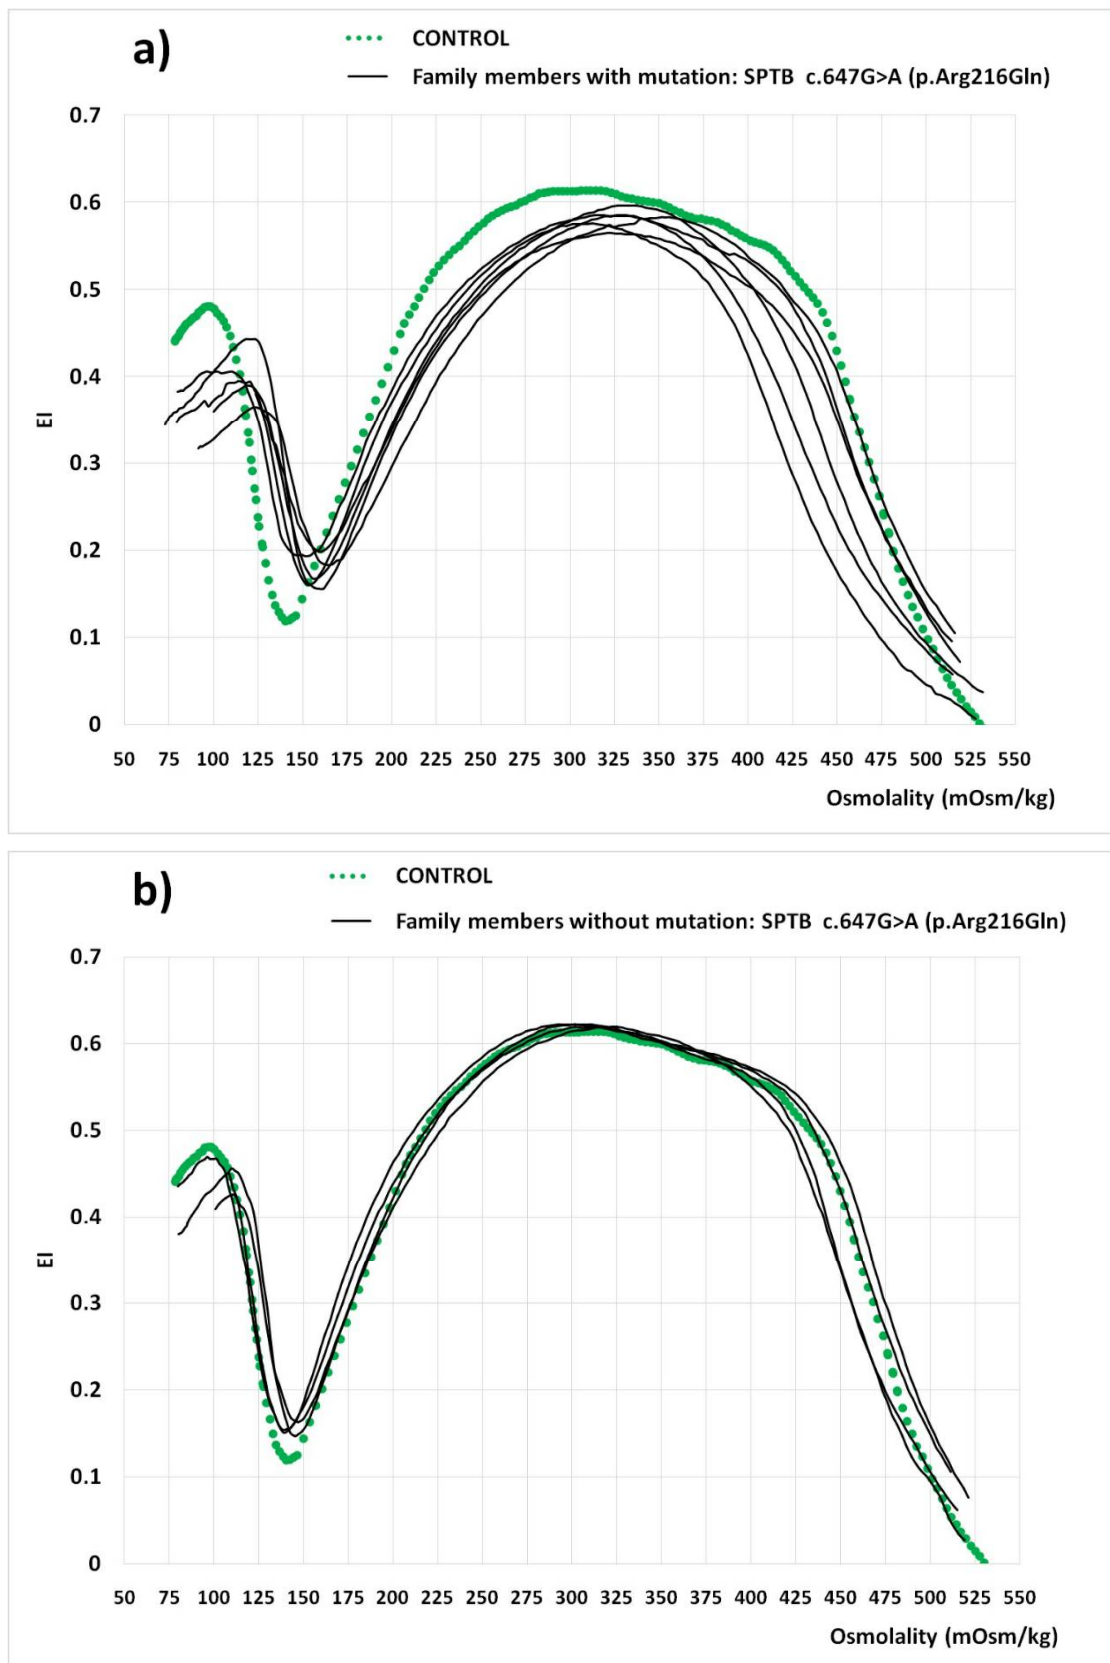 a)
CONTROL
Family members with mutation: SPTB c.647G>A (p.Arg216Gln)
0.7
0.6
0.5
0.4
0.3
0.2
0.1
0
EI
50 75 100 125 150 175 200 225 250 275 300 325 350 375 400 425 450 475 500 525 550
Osmolality (mOsm/kg)
b)
CONTROL
Family members without mutation: SPTB c.647G>A (p.Arg216Gln)
0.7
0.6
0.5
0.4
0.3
0.2
0.1
0
EI
50 75 100 125 150 175 200 225 250 275 300 325 350 375 400 425 450 475 500 525 550
Osmolality (mOsm/kg)